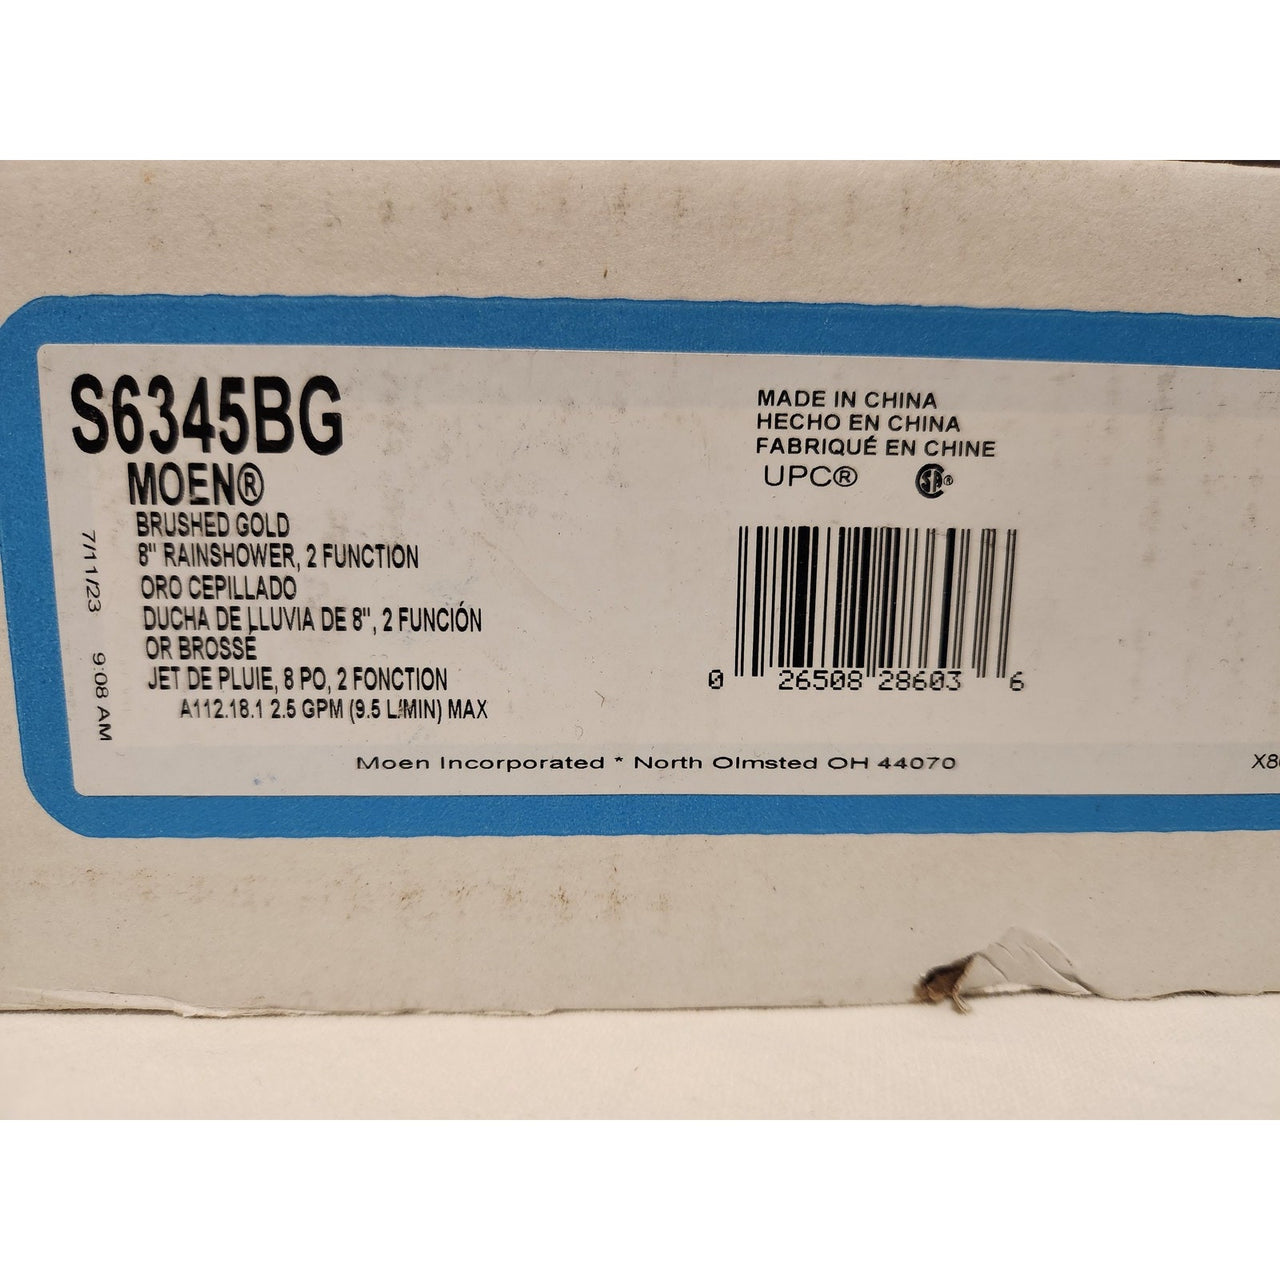 S6345BG
MOEN®
BRUSHED GOLD
8" RAINSHOWER, 2 FUNCTION
ORO CEPILLADO
DUCHA DE LLUVIA DE 8", 2 FUNCIÓN
OR BROSSÉ
JET DE PLUIE, 8 PO, 2 FONCTION
A112.18.1 2.5 GPM (9.5 L/MIN) MAX
7/11/23 9:08 AM
MADE IN CHINA
HECHO EN CHINA
FABRIQUÉ EN CHINE
UPC® SA®
0 26508 28603 6
Moen Incorporated * North Olmsted OH 44070